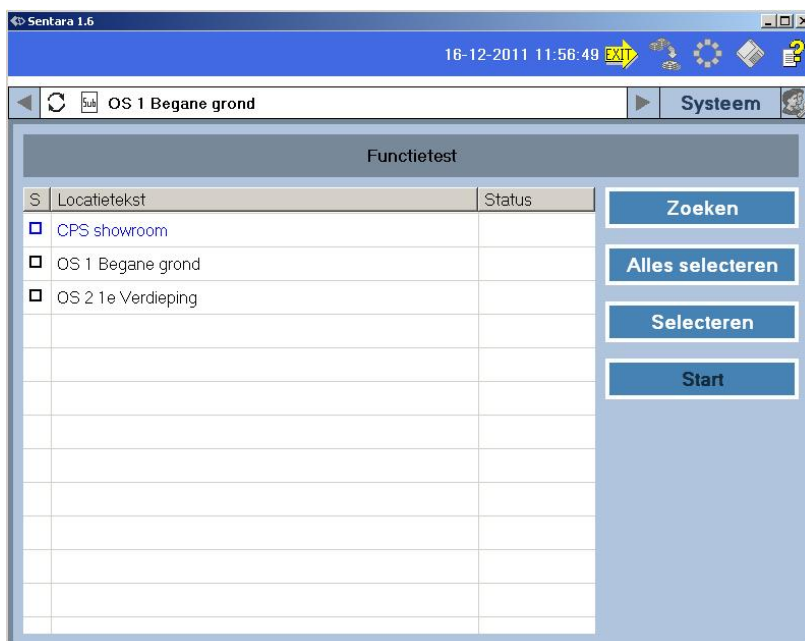 Sentara 1.6
16-12-2011 11:56:49 EXIT
Sub OS 1 Begane grond Systeem
Functietest
S Locatietekst Status
CPS showroom
OS 1 Begane grond
OS 2 1e Verdieping
Zoeken
Alles selecteren
Selecteren
Start